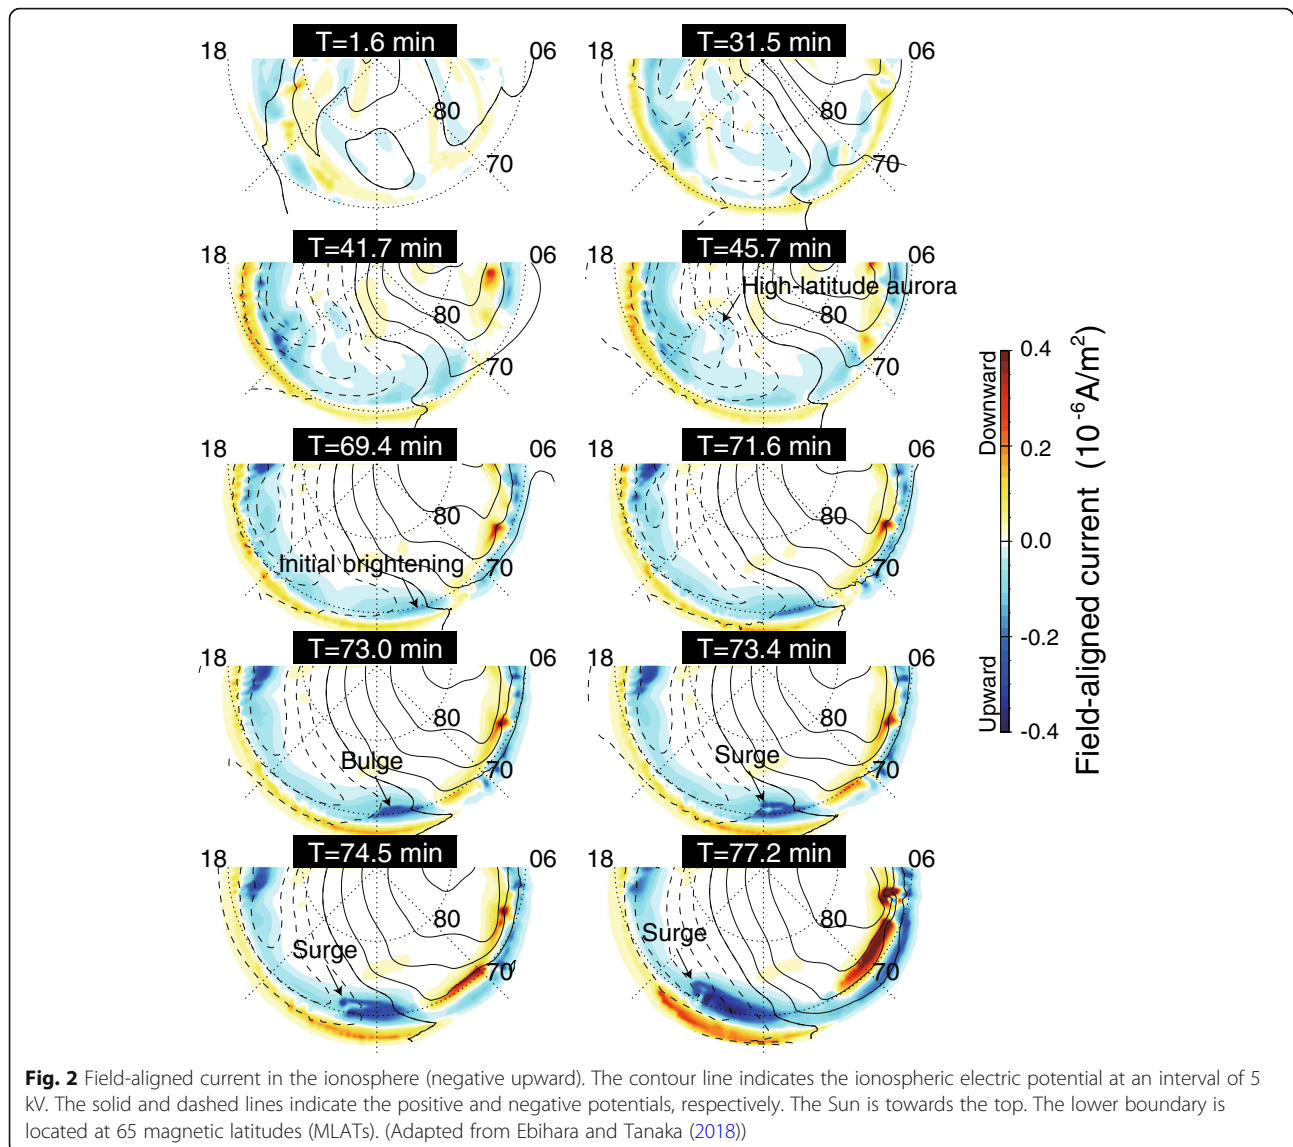 T=1.6 min
T=31.5 min
18
06
18
06
80
80
70
70
T=41.7 min
T=45.7 min
18
06
18
06
High-latitude aurora
80
80
70
70
T=69.4 min
T=71.6 min
18
06
18
06
80
80
Initial brightening
70
70
T=73.0 min
T=73.4 min
18
06
18
06
80
80
Bulge
70
Surge
70
T=74.5 min
T=77.2 min
18
06
18
06
80
80
Surge
70
Surge
70
Downward
Upward
0.4
0.2
0.0
-0.2
-0.4
Field-aligned current (10-6A/m2)
Fig. 2 Field-aligned current in the ionosphere (negative upward). The contour line indicates the ionospheric electric potential at an interval of 5
kV. The solid and dashed lines indicate the positive and negative potentials, respectively. The Sun is towards the top. The lower boundary is
located at 65 magnetic latitudes (MLATs). (Adapted from Ebihara and Tanaka (2018))